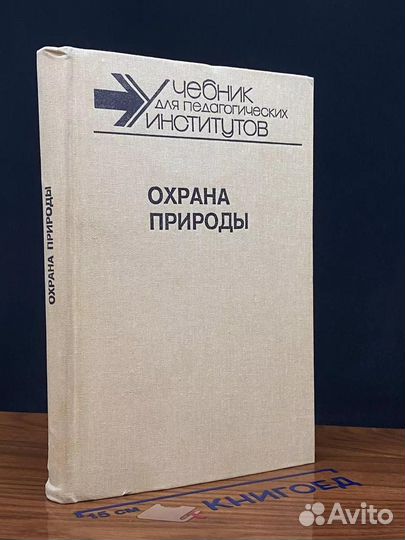 Учебник
для педагогических
институтов
ОХРАНА
ПРИРОДЫ
ОХРАНА ПРИРОДЫ
15 см
КНИГОЕД
Avito